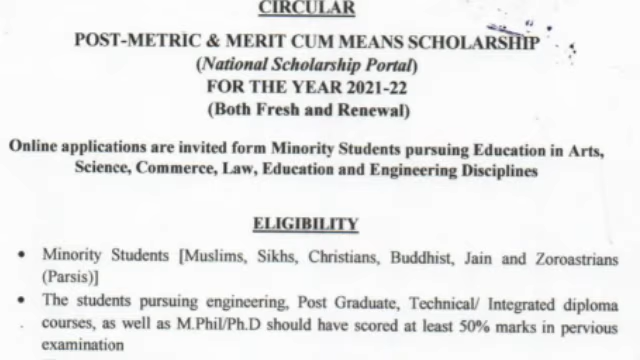 CIRCULAR
POST-METRIC & MERIT CUM MEANS SCHOLARSHIP
(National Scholarship Portal)
FOR THE YEAR 2021-22
(Both Fresh and Renewal)
Online applications are invited form Minority Students pursuing Education in Arts,
Science, Commerce, Law, Education and Engineering Disciplines
ELIGIBILITY
• Minority Students [Muslims, Sikhs, Christians, Buddhist, Jain and Zoroastrians
(Parsis)]
• The students pursuing engineering, Post Graduate, Technical/ Integrated diploma
courses, as well as M.Phil/Ph.D should have scored at least 50% marks in pervious
examination